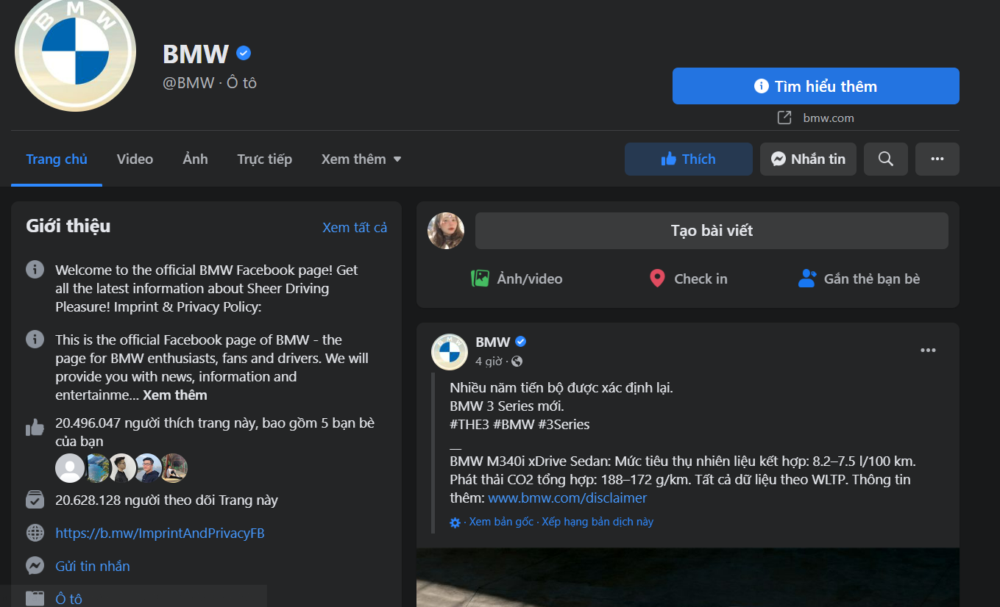 BMW
BMW
@BMW · Ô tô
Tìm hiểu thêm
bmw.com
Trang chủ
Video
Ảnh
Trực tiếp
Xem thêm
Thích
Nhắn tin
Giới thiệu
Xem tất cả
Welcome to the official BMW Facebook page! Get
all the latest information about Sheer Driving
Pleasure! Imprint & Privacy Policy:
This is the official Facebook page of BMW - the
page for BMW enthusiasts, fans and drivers. We will
provide you with news, information and
entertainme... Xem thêm
20.496.047 người thích trang này, bao gồm 5 bạn bè
của bạn
20.628.128 người theo dõi Trang này
https://b.mw/ImprintAndPrivacyFB
Gửi tin nhắn
Ô tô
Tạo bài viết
Ảnh/video
Check in
Gắn thẻ bạn bè
BMW
BMW
4 giờ ·
Nhiều năm tiến bộ được xác định lại.
BMW 3 Series mới.
#THE3 #BMW #3Series
__
BMW M340i xDrive Sedan: Mức tiêu thụ nhiên liệu kết hợp: 8.2–7.5 l/100 km.
Phát thải CO2 tổng hợp: 188–172 g/km. Tất cả dữ liệu theo WLTP. Thông tin
thêm: www.bmw.com/disclaimer
· Xem bản gốc · Xếp hạng bản dịch này